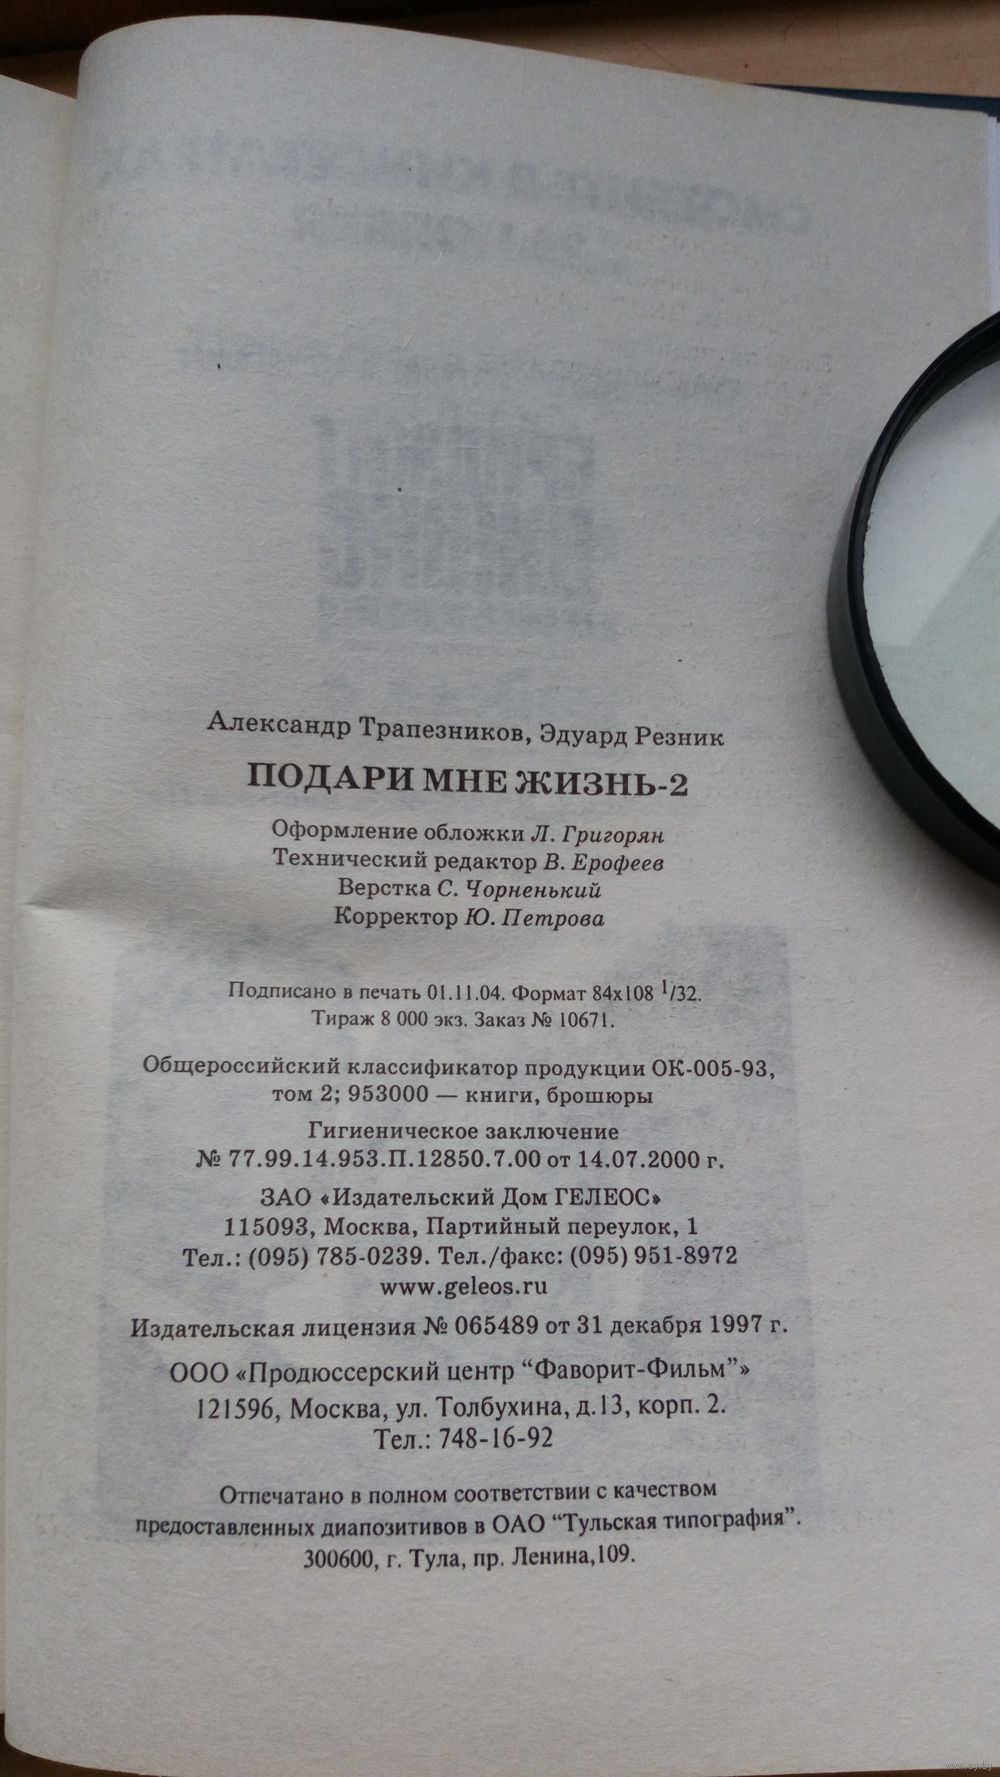 Александр Трапезников, Эдуард Резник
ПОДАРИ МНЕ ЖИЗНЬ-2
Оформление обложки Л. Григорян
Технический редактор В. Ерофеев
Верстка С. Чорненький
Корректор Ю. Петрова
Подписано в печать 01.11.04. Формат 84х108 1/32.
Тираж 8 000 экз. Заказ № 10671.
Общероссийский классификатор продукции ОК-005-93,
том 2; 953000 — книги, брошюры
Гигиеническое заключение
№ 77.99.14.953.П.12850.7.00 от 14.07.2000 г.
ЗАО «Издательский Дом ГЕЛЕОС»
115093, Москва, Партийный переулок, 1
Тел.: (095) 785-0239. Тел./факс: (095) 951-8972
www.geleos.ru
Издательская лицензия № 065489 от 31 декабря 1997 г.
ООО «Продюссерский центр “Фаворит-Фильм”»
121596, Москва, ул. Толбухина, д.13, корп. 2.
Тел.: 748-16-92
Отпечатано в полном соответствии с качеством
предоставленных диапозитивов в ОАО “Тульская типография”.
300600, г. Тула, пр. Ленина,109.